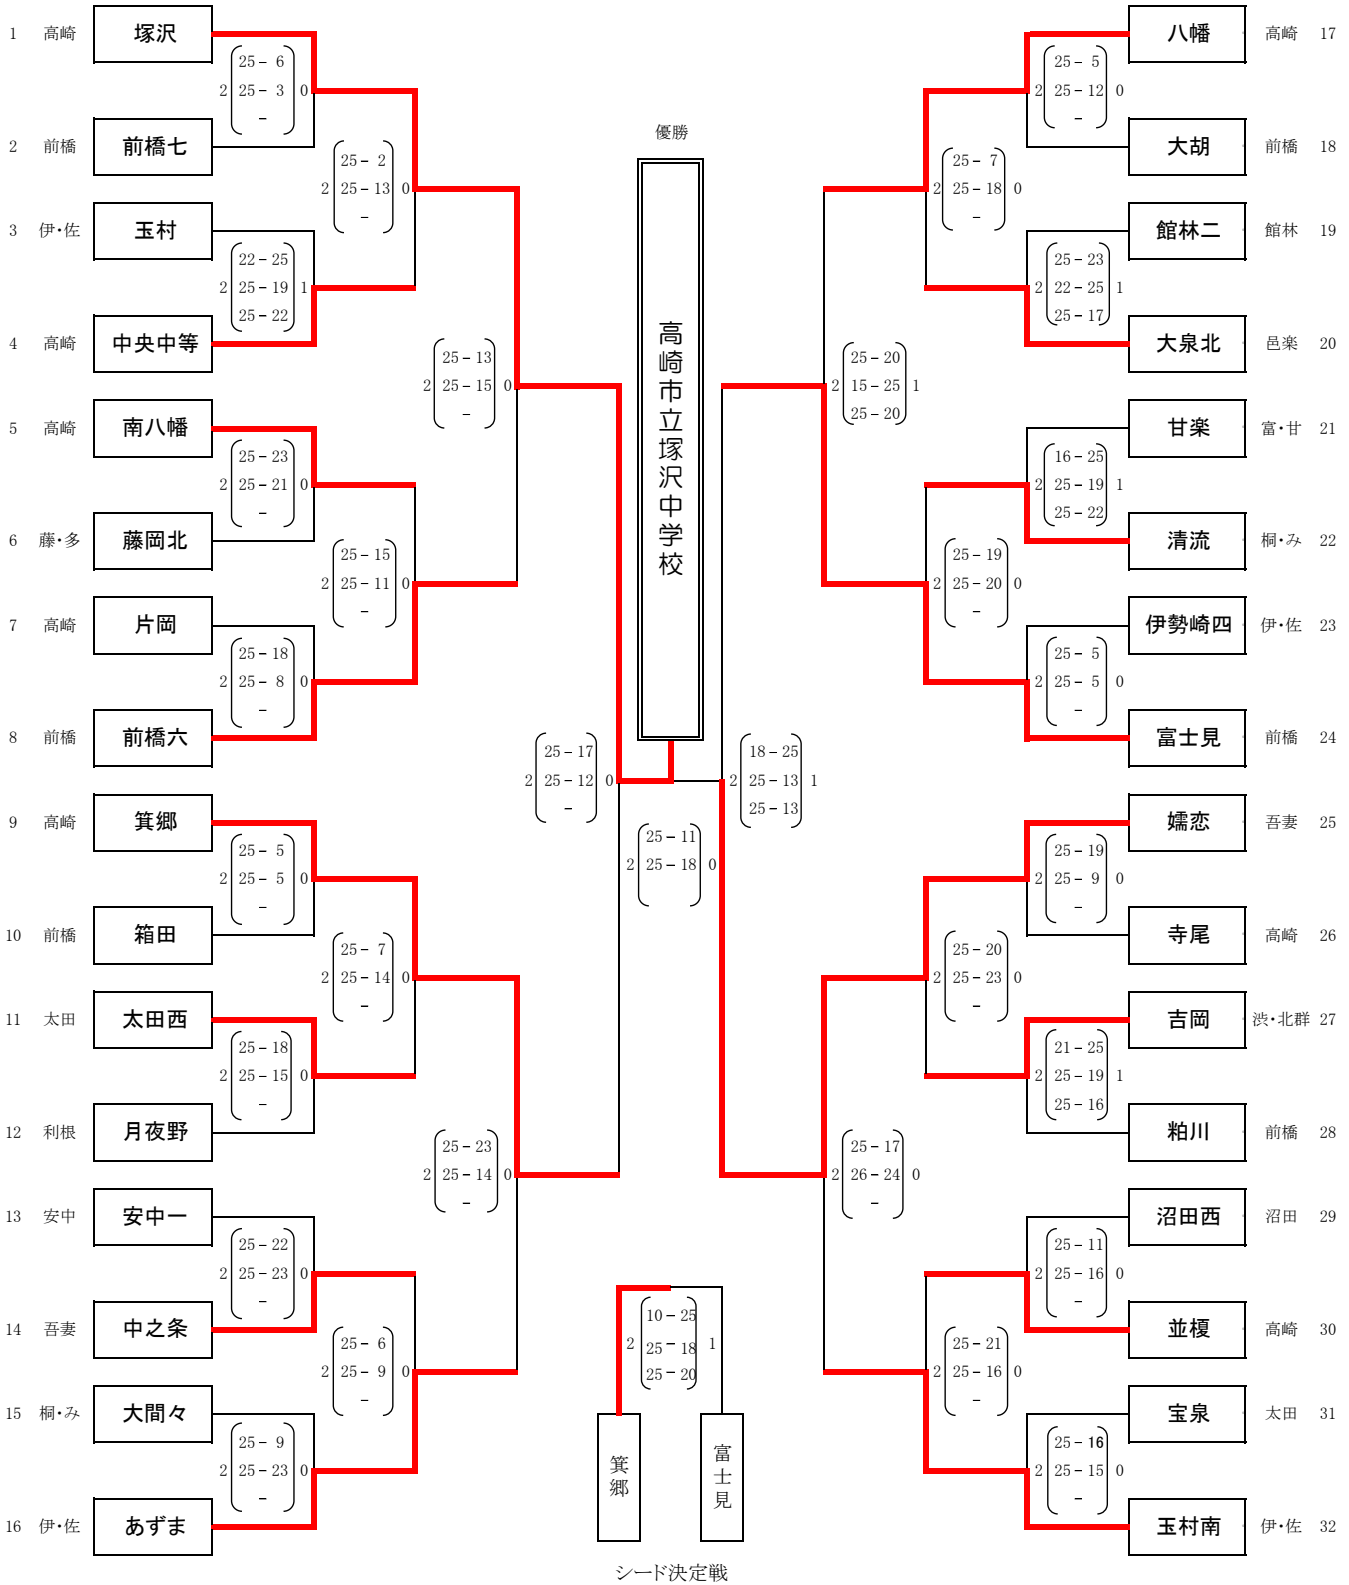 1 高崎 塚沢
25－6
2 25－3 0
－
2 前橋 前橋七
25－2
2 25－13 0
－
3 伊・佐 玉村
22－25
2 25－19 1
25－22
4 高崎 中央中等
25－13
2 25－15 0
－
5 高崎 南八幡
25－23
2 25－21 0
－
6 藤・多 藤岡北
25－15
2 25－11 0
－
7 高崎 片岡
25－18
2 25－8 0
－
8 前橋 前橋六
25－17
2 25－12 0
－
9 高崎 箕郷
25－5
2 25－5 0
－
10 前橋 箱田
25－7
2 25－14 0
－
11 太田 太田西
25－18
2 25－15 0
－
12 利根 月夜野
25－23
2 25－14 0
－
13 安中 安中一
25－22
2 25－23 0
－
14 吾妻 中之条
25－6
2 25－9 0
－
15 桐・み 大間々
25－9
2 25－23 0
－
16 伊・佐 あずま
優勝
高崎市立塚沢中学校
25－11
2 25－18 0
10－25
2 25－18 1
25－20
箕郷
富士見
シード決定戦
八幡 高崎 17
25－5
2 25－12 0
－
大胡 前橋 18
25－7
2 25－18 0
－
館林二 館林 19
25－23
2 22－25 1
25－17
大泉北 邑楽 20
25－20
2 15－25 1
25－20
甘楽 富・甘 21
16－25
2 25－19 1
25－22
清流 桐・み 22
25－19
2 25－20 0
－
伊勢崎四 伊・佐 23
25－5
2 25－5 0
－
富士見 前橋 24
18－25
2 25－13 1
25－13
嬬恋 吾妻 25
25－19
2 25－9 0
－
寺尾 高崎 26
25－20
2 25－23 0
－
吉岡 渋・北群 27
21－25
2 25－19 1
25－16
粕川 前橋 28
25－17
2 26－24 0
－
沼田西 沼田 29
25－11
2 25－16 0
－
並榎 高崎 30
25－21
2 25－16 0
－
宝泉 太田 31
25－16
2 25－15 0
－
玉村南 伊・佐 32